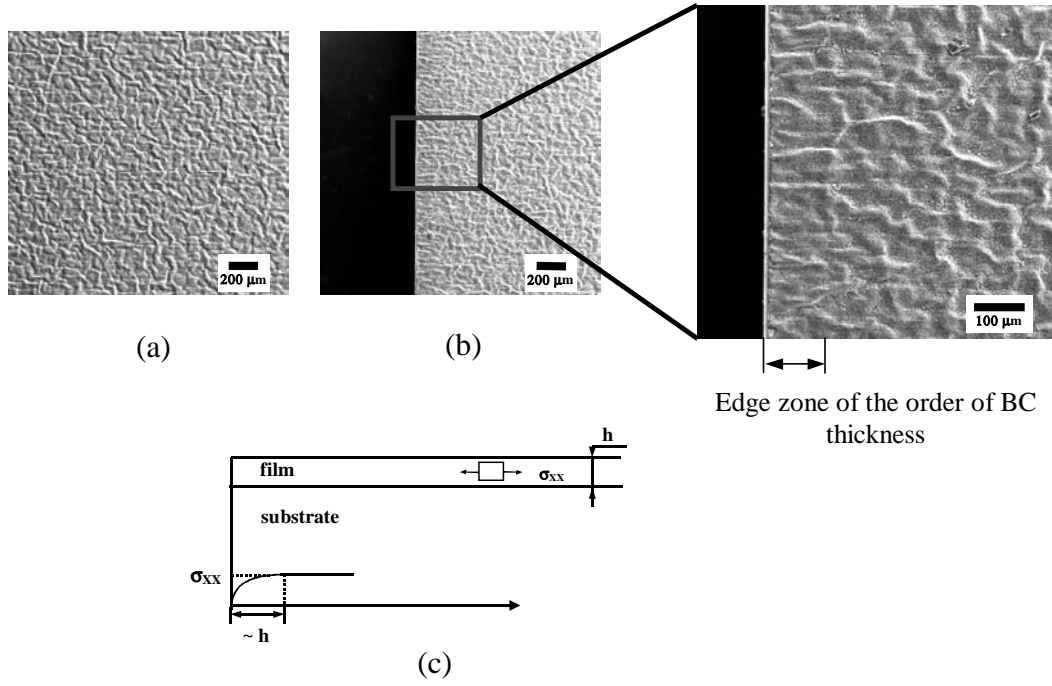 200 μm
200 μm
100 μm
(a)
(b)
Edge zone of the order of BC
thickness
h
film
σxx
substrate
σxx
~ h
(c)